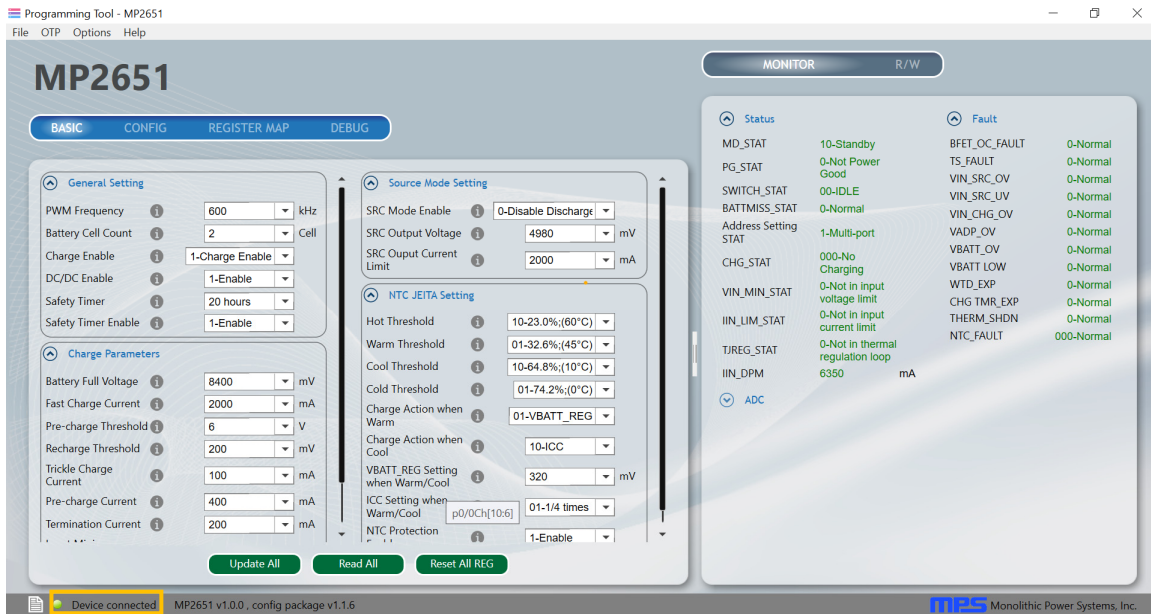 Programming Tool - MP2651
File OTP Options Help
MP2651
BASIC CONFIG REGISTER MAP DEBUG
General Setting
PWM Frequency 600 kHz
Battery Cell Count 2 Cell
Charge Enable 1-Charge Enable
DC/DC Enable 1-Enable
Safety Timer 20 hours
Safety Timer Enable 1-Enable
Charge Parameters
Battery Full Voltage 8400 mV
Fast Charge Current 2000 mA
Pre-charge Threshold 6 V
Recharge Threshold 200 mV
Trickle Charge
Current 100 mA
Pre-charge Current 400 mA
Termination Current 200 mA
Source Mode Setting
SRC Mode Enable 0-Disable Discharge
SRC Output Voltage 4980 mV
SRC Ouput Current
Limit 2000 mA
NTC JEITA Setting
Hot Threshold 10-23.0%;(60°C)
Warm Threshold 01-32.6%;(45°C)
Cool Threshold 10-64.8%;(10°C)
Cold Threshold 01-74.2%;(0°C)
Charge Action when
Warm 01-VBATT_REG
Charge Action when
Cool 10-ICC
VBATT_REG Setting
when Warm/Cool 320 mV
ICC Setting when
Warm/Cool 01-1/4 times
p0/0Ch[10:6]
NTC Protection
1-Enable
Update All Read All Reset All REG
MONITOR R/W
Status
MD_STAT 10-Standby
PG_STAT 0-Not Power
Good
SWITCH_STAT 00-IDLE
BATTMISS_STAT 0-Normal
Address Setting
STAT 1-Multi-port
CHG_STAT 000-No
Charging
VIN_MIN_STAT 0-Not in input
voltage limit
IIN_LIM_STAT 0-Not in input
current limit
TJREG_STAT 0-Not in thermal
regulation loop
IIN_DPM 6350 mA
ADC
Fault
BFET_OC_FAULT 0-Normal
TS_FAULT 0-Normal
VIN_SRC_OV 0-Normal
VIN_SRC_UV 0-Normal
VIN_CHG_OV 0-Normal
VADP_OV 0-Normal
VBATT_OV 0-Normal
VBATT LOW 0-Normal
WTD_EXP 0-Normal
CHG TMR_EXP 0-Normal
THERM_SHDN 0-Normal
NTC_FAULT 000-Normal
Device connected MP2651 v1.0.0 , config package v1.1.6
mps Monolithic Power Systems, Inc.